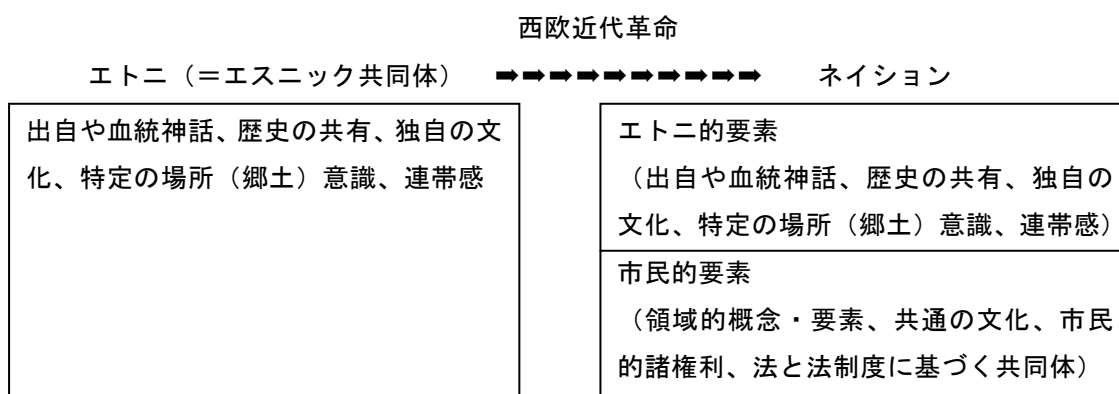 西欧近代革命
エトニ（＝エスニック共同体） ➡➡➡➡➡➡➡➡➡➡ ネイション
出自や血統神話、歴史の共有、独自の文
化、特定の場所（郷土）意識、連帯感
エトニ的要素
（出自や血統神話、歴史の共有、独自の
文化、特定の場所（郷土）意識、連帯感）
市民的要素
（領域的概念・要素、共通の文化、市民
的諸権利、法と法制度に基づく共同体）